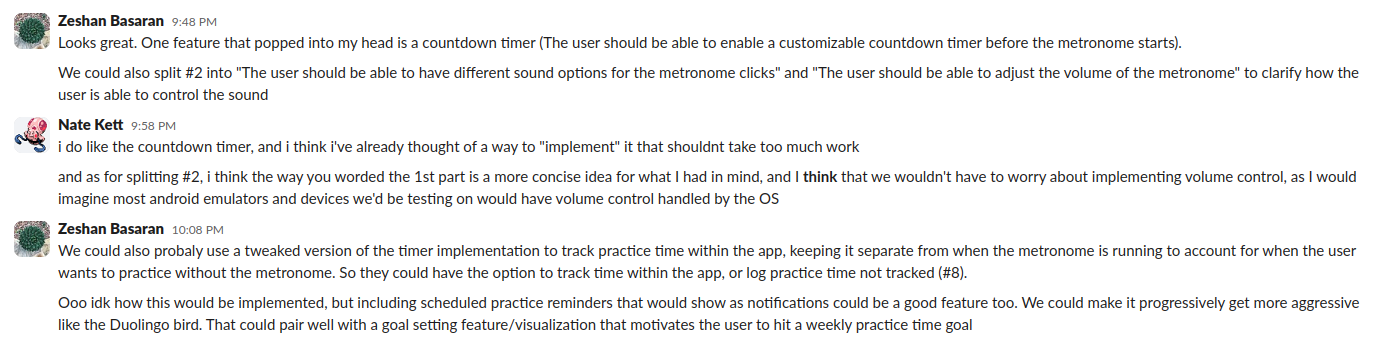 Zeshan Basaran 9:48 PM
Looks great. One feature that popped into my head is a countdown timer (The user should be able to enable a customizable countdown timer before the metronome starts).
We could also split #2 into "The user should be able to have different sound options for the metronome clicks" and "The user should be able to adjust the volume of the metronome" to clarify how the
user is able to control the sound
Nate Kett 9:58 PM
i do like the countdown timer, and i think i've already thought of a way to "implement" it that shouldnt take too much work
and as for splitting #2, i think the way you worded the 1st part is a more concise idea for what I had in mind, and I think that we wouldn't have to worry about implementing volume control, as I would
imagine most android emulators and devices we'd be testing on would have volume control handled by the OS
Zeshan Basaran 10:08 PM
We could also probaly use a tweaked version of the timer implementation to track practice time within the app, keeping it separate from when the metronome is running to account for when the user
wants to practice without the metronome. So they could have the option to track time within the app, or log practice time not tracked (#8).
Ooo idk how this would be implemented, but including scheduled practice reminders that would show as notifications could be a good feature too. We could make it progressively get more aggressive
like the Duolingo bird. That could pair well with a goal setting feature/visualization that motivates the user to hit a weekly practice time goal